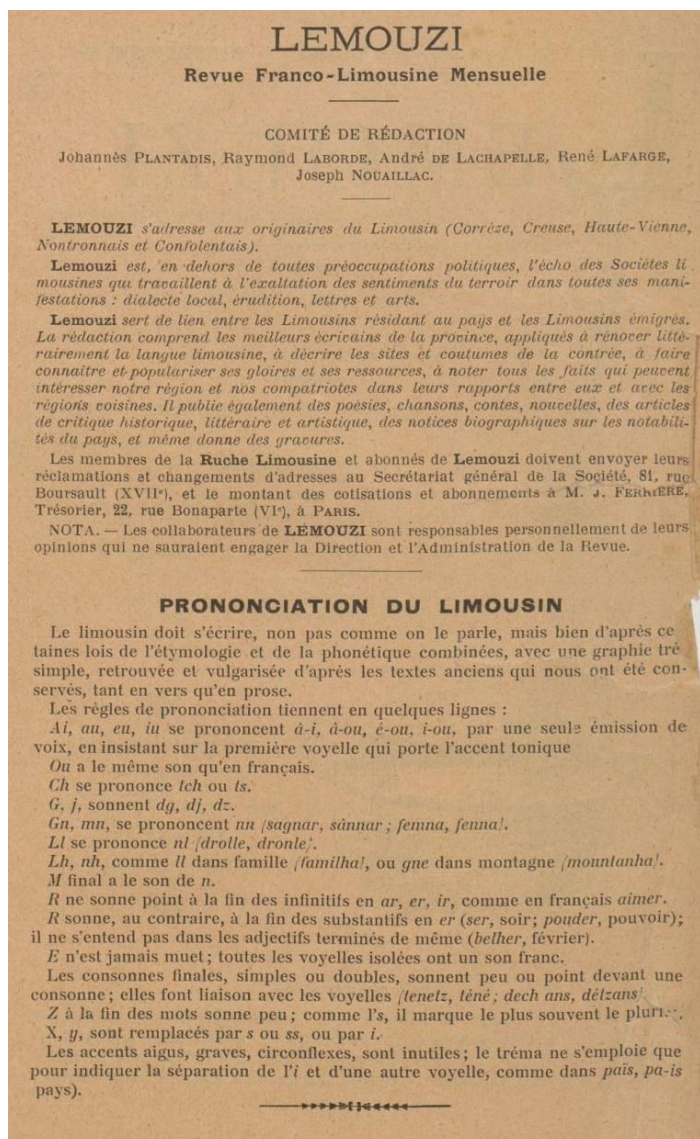 LEMOUZI
Revue Franco-Limousine Mensuelle
COMITÉ DE RÉDACTION
Johannès PLANTADIS, Raymond LABORDE, André DE LACHAPELLE, René LAFARGE,
Joseph NOUAILLAC.
LEMOUZI s'adresse aux originaires du Limousin (Corrèze, Creuse, Haute-Vienne,
Nontronnais et Confolentais).
Lemouzi est, en dehors de toutes préoccupations politiques, l'écho des Sociétes li
mousines qui travaillent à l'exaltation des sentiments du terroir dans toutes ses mani-
festations : dialecte local, érudition, lettres et arts.
Lemouzi sert de lien entre les Limousins résidant au pays et les Limousins émigrés.
La rédaction comprend les meilleurs écrivains de la province, appliqués à rénover litté-
rairement la langue limousine, à décrire les sites et coutumes de la contrée, à faire
connaître et populariser ses gloires et ses ressources, à noter tous les faits qui peuvent
intéresser notre région et nos compatriotes dans leurs rapports entre eux et avec les
régions voisines. Il publie également des poésies, chansons, contes, nouvelles, des articles
de critique historique, littéraire et artistique, des notices biographiques sur les notabili-
tés du pays, et même donne des gravures.
Les membres de la Ruche Limousine et abonnés de Lemouzi doivent envoyer leurs
réclamations et changements d'adresses au Secrétariat général de la Société, 81, rue
Boursault (XVIIe), et le montant des cotisations et abonnements à M. J. FERRIERE,
Trésorier, 22, rue Bonaparte (VIe), à PARIS.
NOTA. — Les collaborateurs de LEMOUZI sont responsables personnellement de leurs
opinions qui ne sauraient engager la Direction et l'Administration de la Revue.
PRONONCIATION DU LIMOUSIN
Le limousin doit s'écrire, non pas comme on le parle, mais bien d'après ce
taines lois de l'étymologie et de la phonétique combinées, avec une graphie trè
simple, retrouvée et vulgarisée d'après les textes anciens qui nous ont été con-
servés, tant en vers qu'en prose.
Les règles de prononciation tiennent en quelques lignes :
Ai, au, eu, iu se prononcent à-i, â-ou, é-ou, i-ou, par une seule émission de
voix, en insistant sur la première voyelle qui porte l'accent tonique
Ou a le même son qu'en français.
Ch se prononce tch ou ts.
G, j, sonnent dg, dj, dz.
Gn, mn, se prononcent nn (sagnar, sânnar ; femna, fenna).
Ll se prononce nl (drolle, dronle).
Lh, nh, comme ll dans famille (familha), ou gne dans montagne (mountanha).
M final a le son de n.
R ne sonne point à la fin des infinitifs en ar, er, ir, comme en français aimer.
R sonne, au contraire, à la fin des substantifs en er (ser, soir ; pouder, pouvoir);
il ne s'entend pas dans les adjectifs terminés de même (belher, février).
E n'est jamais muet ; toutes les voyelles isolées ont un son franc.
Les consonnes finales, simples ou doubles, sonnent peu ou point devant une
consonne ; elles font liaison avec les voyelles (tenetz, téné ; dech ans, détzans)
Z à la fin des mots sonne peu ; comme l's, il marque le plus souvent le
X, y, sont remplacés par s ou ss, ou par i.
Les accents aigus, graves, circonflexes, sont inutiles ; le tréma ne s'emploie que
pour indiquer la séparation de l'i et d'une autre voyelle, comme dans païs, pa-is
pays).